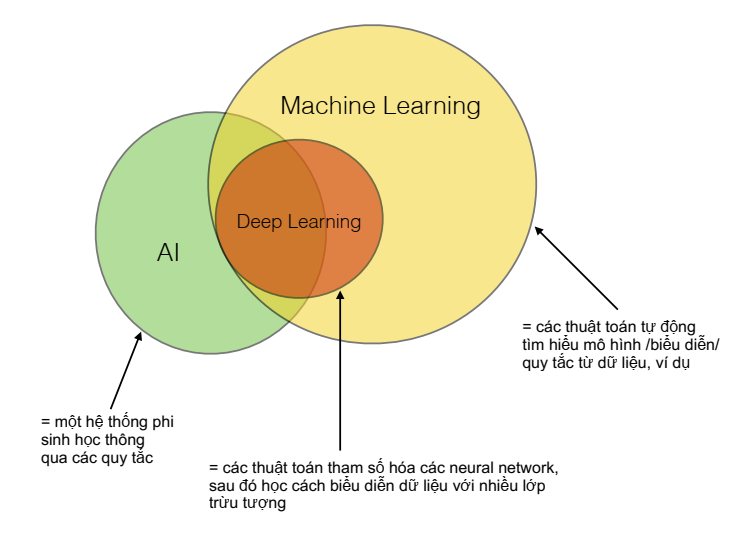 Machine Learning
Deep Learning
AI
= các thuật toán tự động
tìm hiểu mô hình /biểu diễn/
quy tắc từ dữ liệu, ví dụ
= một hệ thống phi
sinh học thông
qua các quy tắc
= các thuật toán tham số hóa các neural network,
sau đó học cách biểu diễn dữ liệu với nhiều lớp
trừu tượng